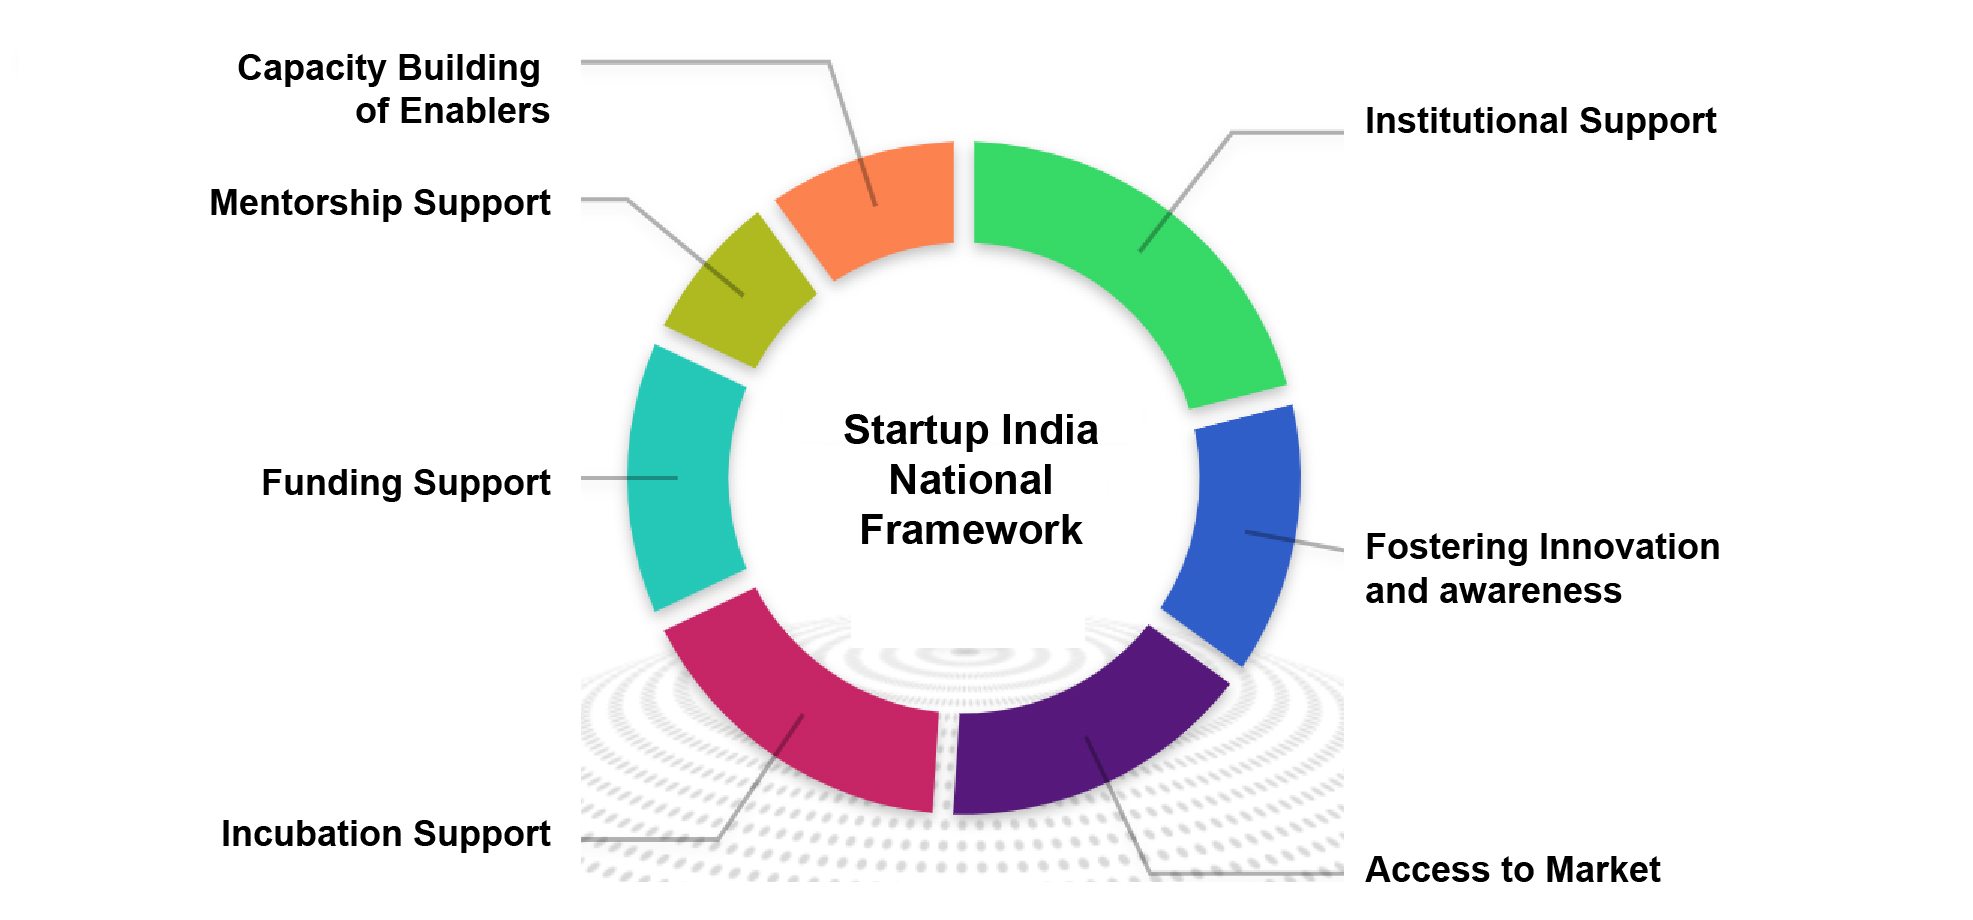 Capacity Building
of Enablers
Institutional Support
Mentorship Support
Startup India
National
Framework
Funding Support
Fostering Innovation
and awareness
Incubation Support
Access to Market